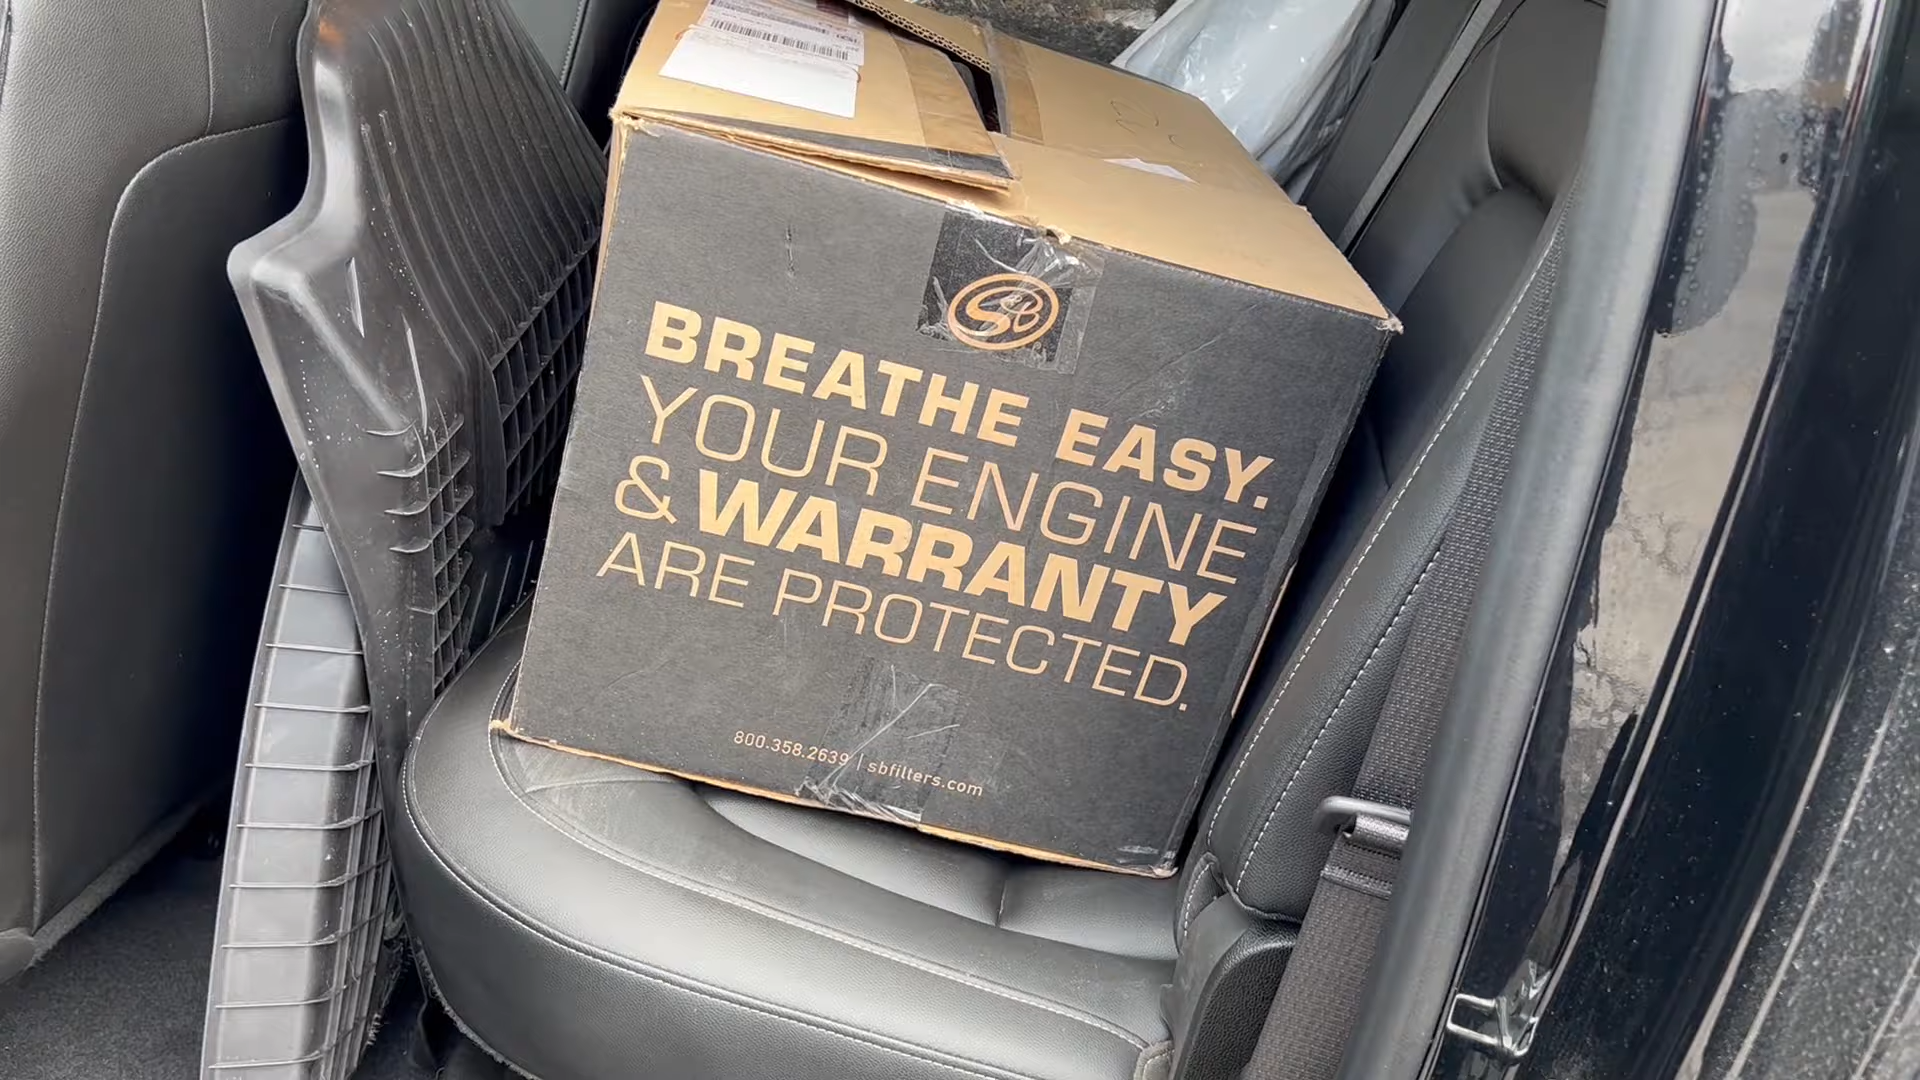 S&B
BREATHE EASY.
YOUR ENGINE
& WARRANTY
ARE PROTECTED.
800.358.2639 | sbfilters.com